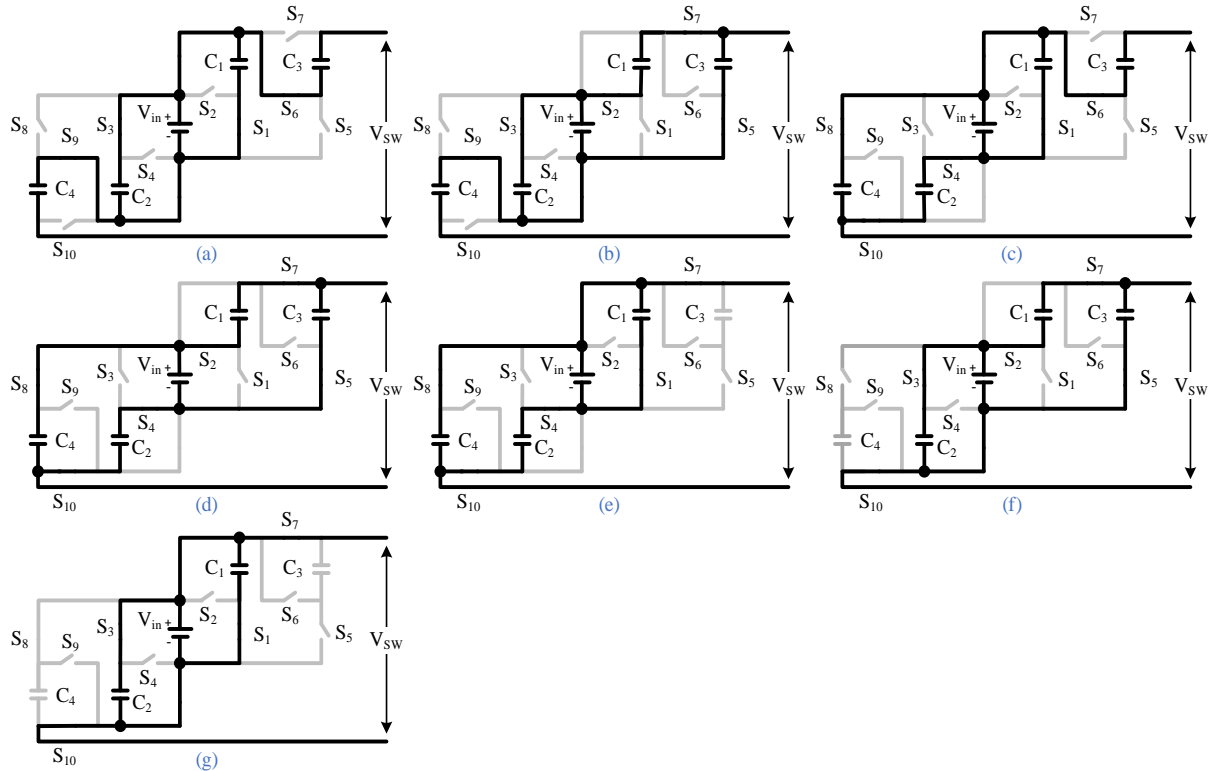 S7
C1
C3
Vin + -
S2
S6
S8
S9
S3
S1
S5
VSW
S4
C4
C2
S10
(a)
S7
C1
C3
Vin + -
S2
S6
S8
S9
S3
S1
S5
VSW
S4
C4
C2
S10
(b)
S7
C1
C3
Vin + -
S2
S6
S8
S9
S3
S1
S5
VSW
S4
C4
C2
S10
(c)
S7
C1
C3
Vin + -
S2
S6
S8
S9
S3
S1
S5
VSW
S4
C4
C2
S10
(d)
S7
C1
C3
Vin + -
S2
S6
S8
S9
S3
S1
S5
VSW
S4
C4
C2
S10
(e)
S7
C1
C3
Vin + -
S2
S6
S8
S9
S3
S1
S5
VSW
S4
C4
C2
S10
(f)
S7
C1
C3
Vin + -
S2
S6
S8
S9
S3
S1
S5
VSW
S4
C4
C2
S10
(g)